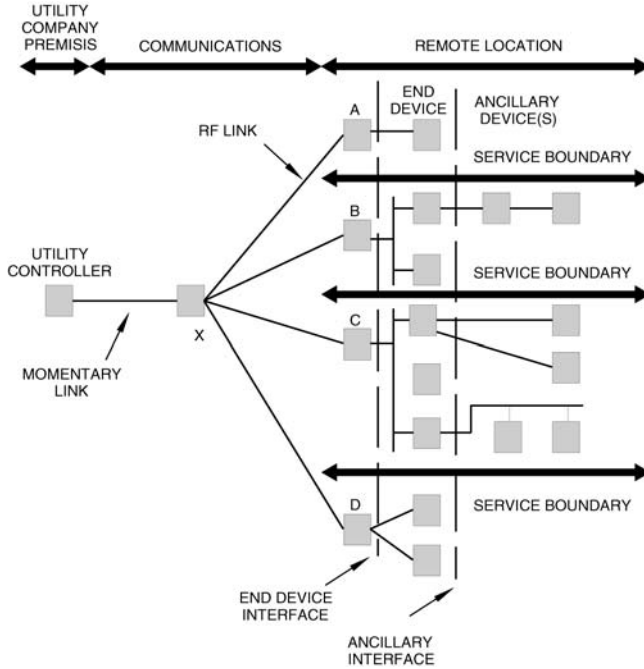 UTILITY
COMPANY
PREMISIS
COMMUNICATIONS
REMOTE LOCATION
A
END
DEVICE
ANCILLARY
DEVICE(S)
RF LINK
SERVICE BOUNDARY
B
UTILITY
CONTROLLER
SERVICE BOUNDARY
X
C
MOMENTARY
LINK
D
SERVICE BOUNDARY
END DEVICE
INTERFACE
ANCILLARY
INTERFACE